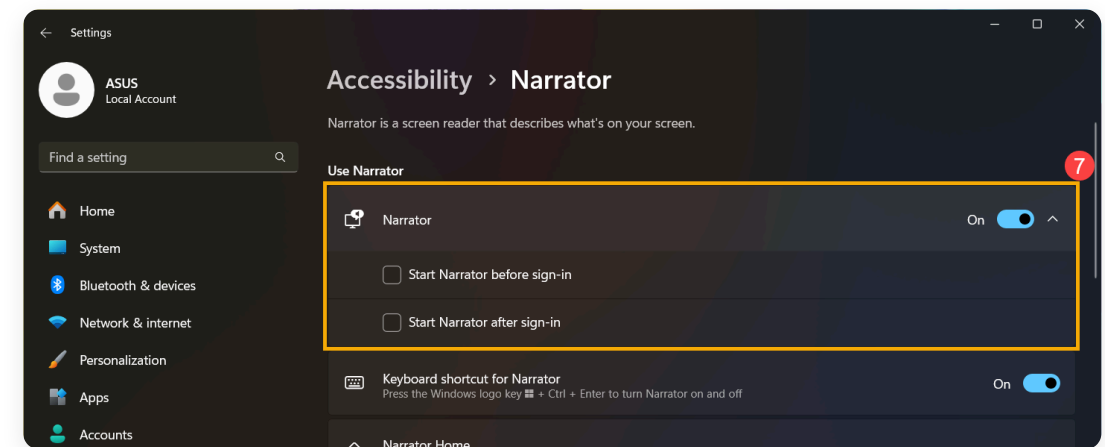 Settings
ASUS
Local Account
Find a setting
Home
System
Bluetooth & devices
Network & internet
Personalization
Apps
Accounts
Accessibility > Narrator
Narrator is a screen reader that describes what's on your screen.
Use Narrator
7
Narrator
On
Start Narrator before sign-in
Start Narrator after sign-in
Keyboard shortcut for Narrator
Press the Windows logo key + Ctrl + Enter to turn Narrator on and off
On
Narrator Home